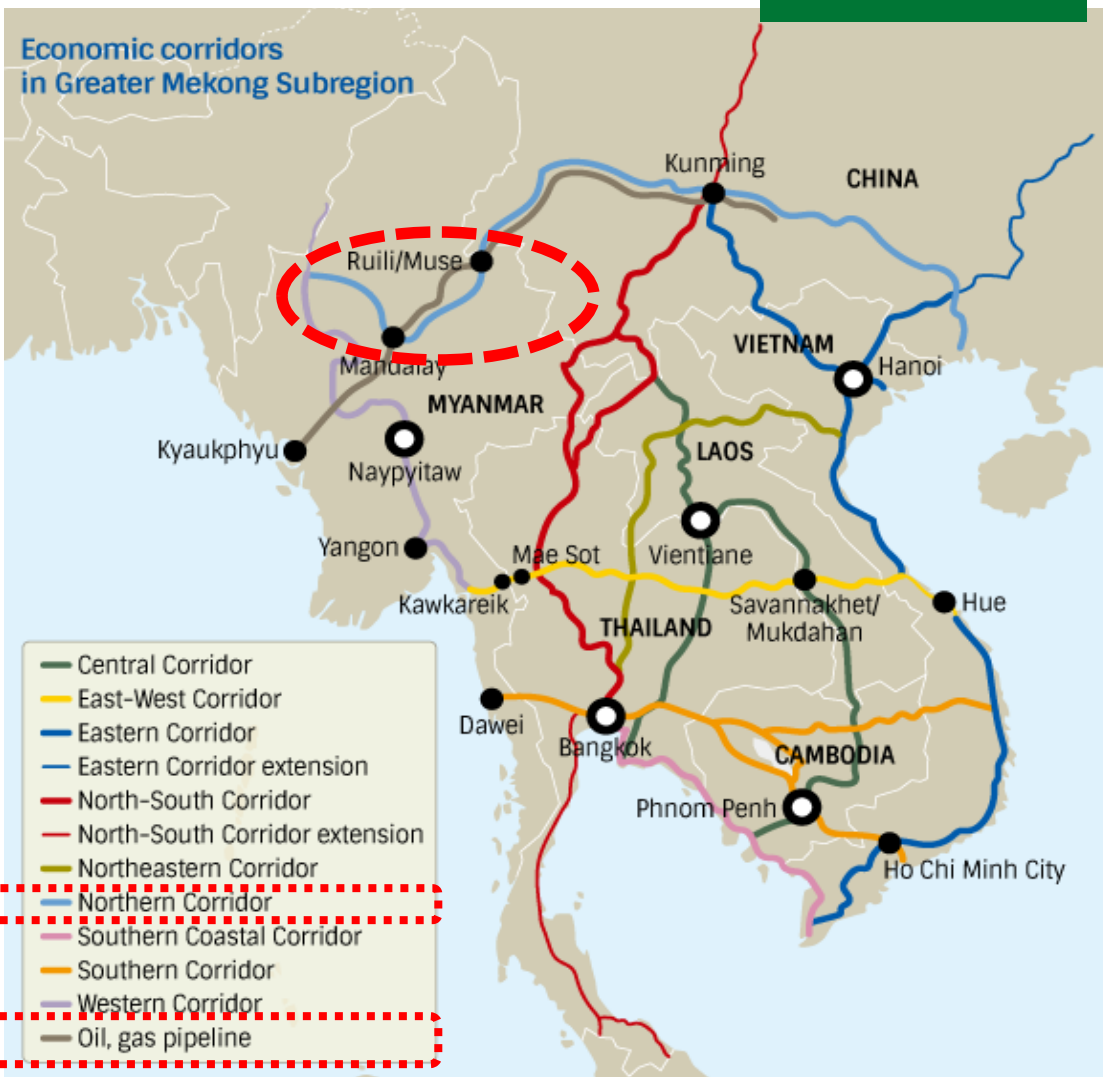 Economic corridors
in Greater Mekong Subregion
Kunming
CHINA
Ruili/Muse
VIETNAM
Hanoi
Mandalay
MYANMAR
Kyaukphyu
LAOS
Naypyitaw
Yangon
Mae Sot
Vientiane
Kawkareik
Savannakhet/
Mukdahan
Hue
THAILAND
Dawei
Bangkok
CAMBODIA
Phnom Penh
Ho Chi Minh City
Central Corridor
East–West Corridor
Eastern Corridor
Eastern Corridor extension
North–South Corridor
North–South Corridor extension
Northeastern Corridor
Northern Corridor
Southern Coastal Corridor
Southern Corridor
Western Corridor
Oil, gas pipeline